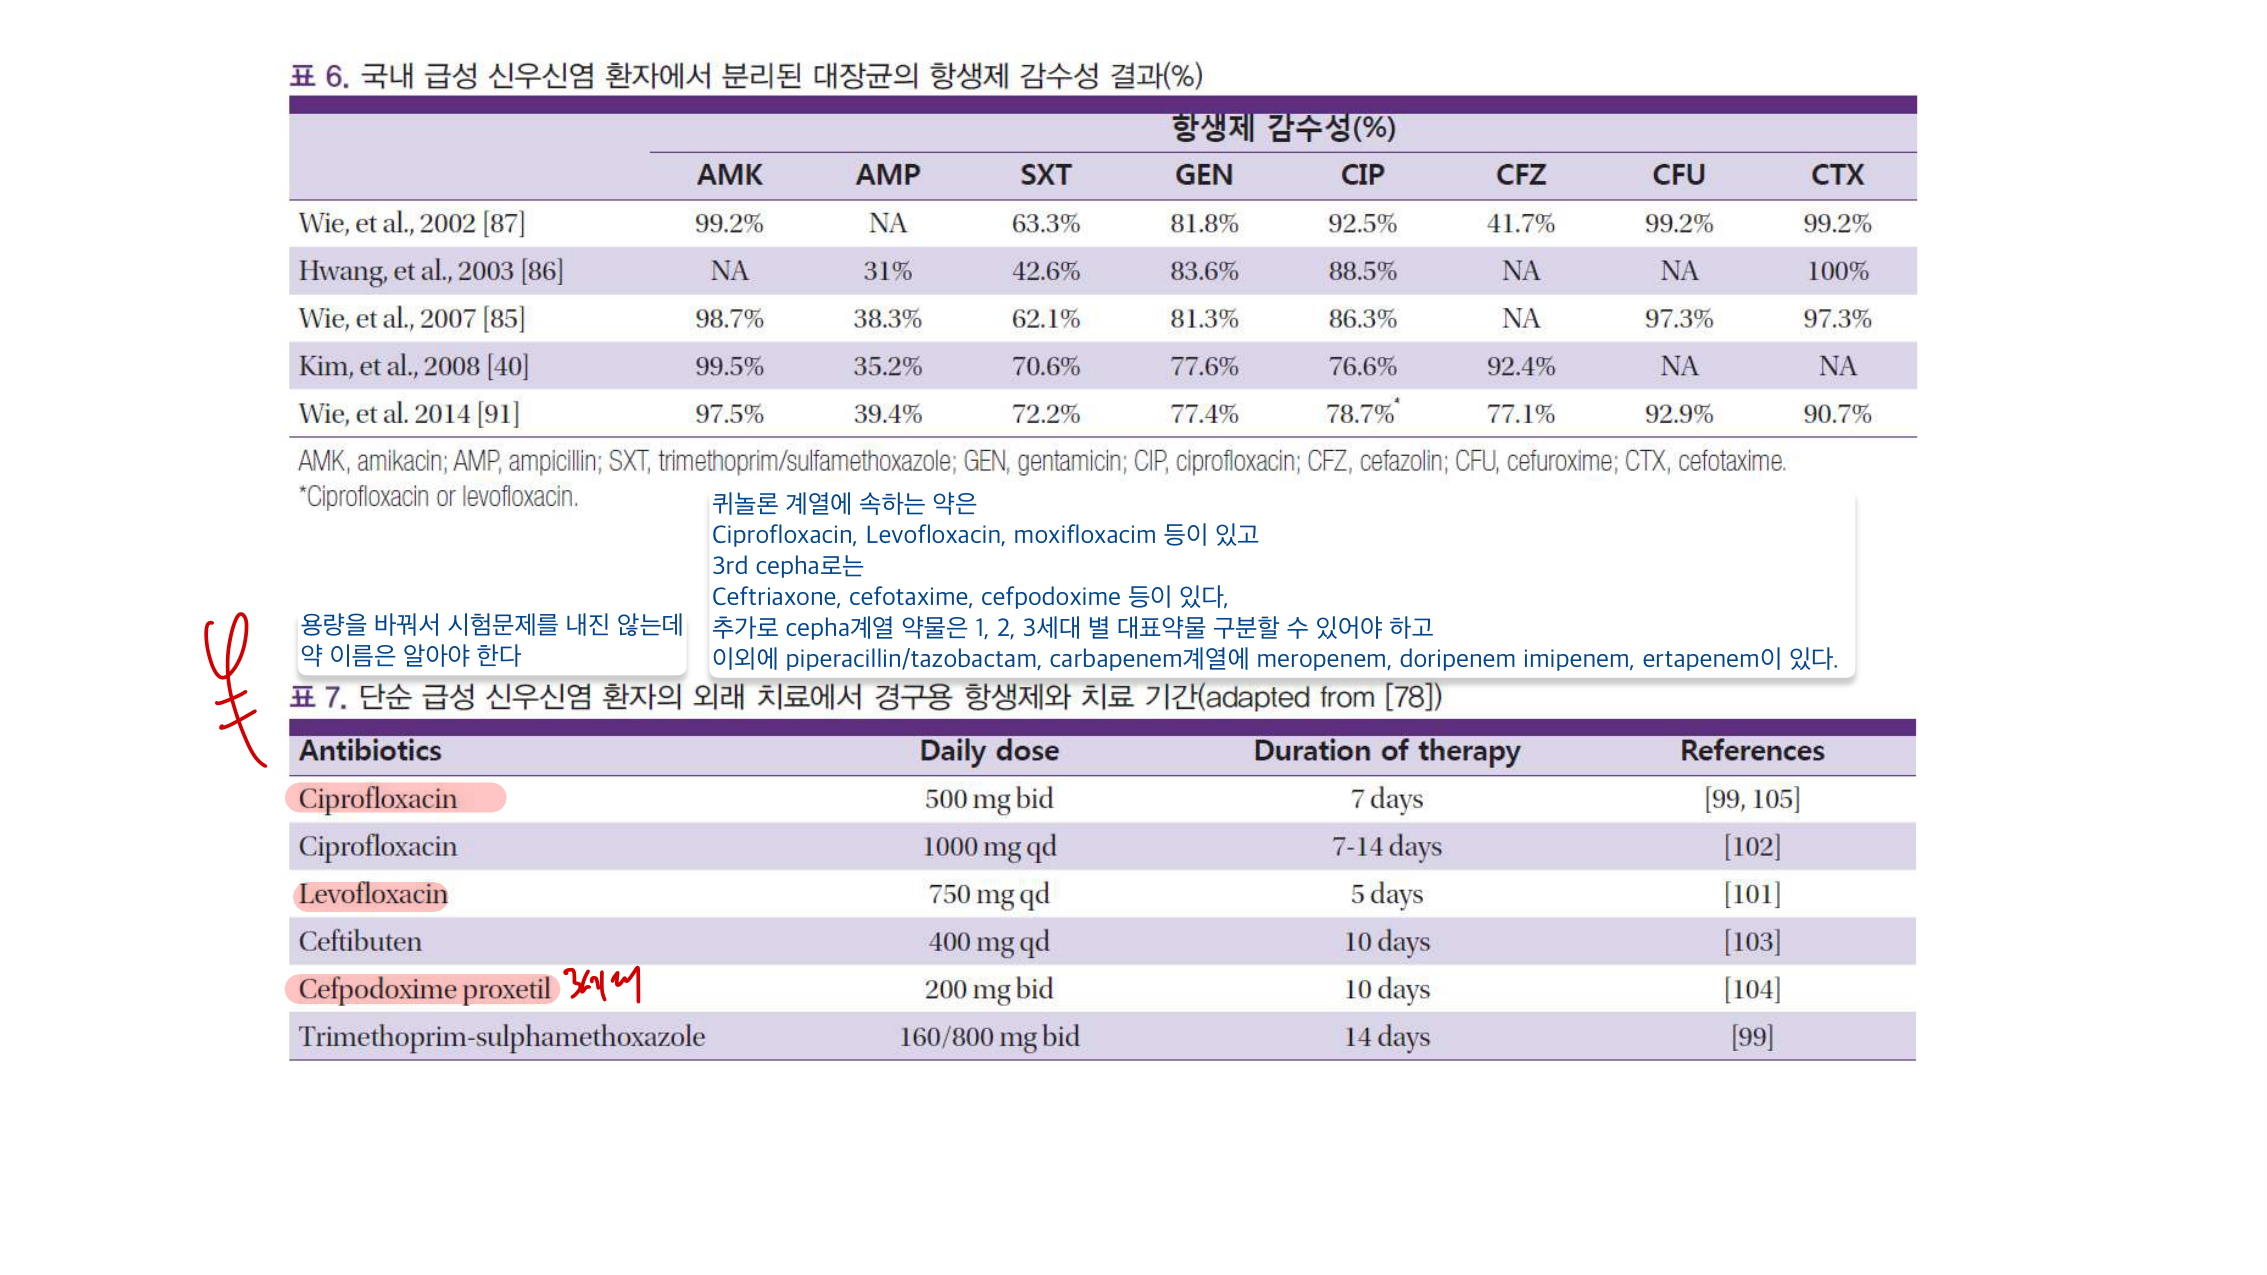 표 6. 국내 급성 신우신염 환자에서 분리된 대장균의 항생제 감수성 결과(%)
항생제 감수성(%)
AMK AMP SXT GEN CIP CFZ CFU CTX
Wie, et al., 2002 [87] 99.2% NA 63.3% 81.8% 92.5% 41.7% 99.2% 99.2%
Hwang, et al., 2003 [86] NA 31% 42.6% 83.6% 88.5% NA NA 100%
Wie, et al., 2007 [85] 98.7% 38.3% 62.1% 81.3% 86.3% NA 97.3% 97.3%
Kim, et al., 2008 [40] 99.5% 35.2% 70.6% 77.6% 76.6% 92.4% NA NA
Wie, et al. 2014 [91] 97.5% 39.4% 72.2% 77.4% 78.7%* 77.1% 92.9% 90.7%
AMK, amikacin; AMP, ampicillin; SXT, trimethoprim/sulfamethoxazole; GEN, gentamicin; CIP, ciprofloxacin; CFZ, cefazolin; CFU, cefuroxime; CTX, cefotaxime.
*Ciprofloxacin or levofloxacin.
퀴놀론 계열에 속하는 약은
Ciprofloxacin, Levofloxacin, moxifloxacim 등이 있고
3rd cepha로는
Ceftriaxone, cefotaxime, cefpodoxime 등이 있다,
추가로 cepha계열 약물은 1, 2, 3세대 별 대표약물 구분할 수 있어야 하고
이외에 piperacillin/tazobactam, carbapenem계열에 meropenem, doripenem imipenem, ertapenem이 있다.
용량을 바꿔서 시험문제를 내진 않는데
약 이름은 알아야 한다
표 7. 단순 급성 신우신염 환자의 외래 치료에서 경구용 항생제와 치료 기간(adapted from [78])
Antibiotics Daily dose Duration of therapy References
Ciprofloxacin 500 mg bid 7 days [99, 105]
Ciprofloxacin 1000 mg qd 7-14 days [102]
Levofloxacin 750 mg qd 5 days [101]
Ceftibuten 400 mg qd 10 days [103]
Cefpodoxime proxetil 200 mg bid 10 days [104]
Trimethoprim-sulphamethoxazole 160/800 mg bid 14 days [99]